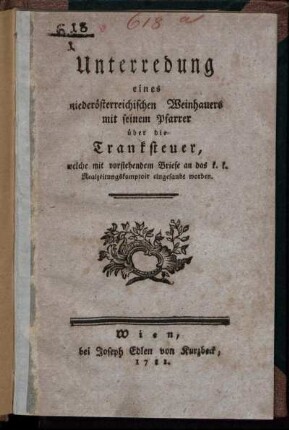 618 a
618
1
Unterredung
eines
niederösterreichischen Weinhauers
mit seinem Pfarrer
über die
Tranksteuer,
welche mit vorstehendem Briefe an das k. k.
Realzeitungskomptoir eingesandt worden.
Wien,
bei Joseph Edlen von Kurzbeck,
1781.